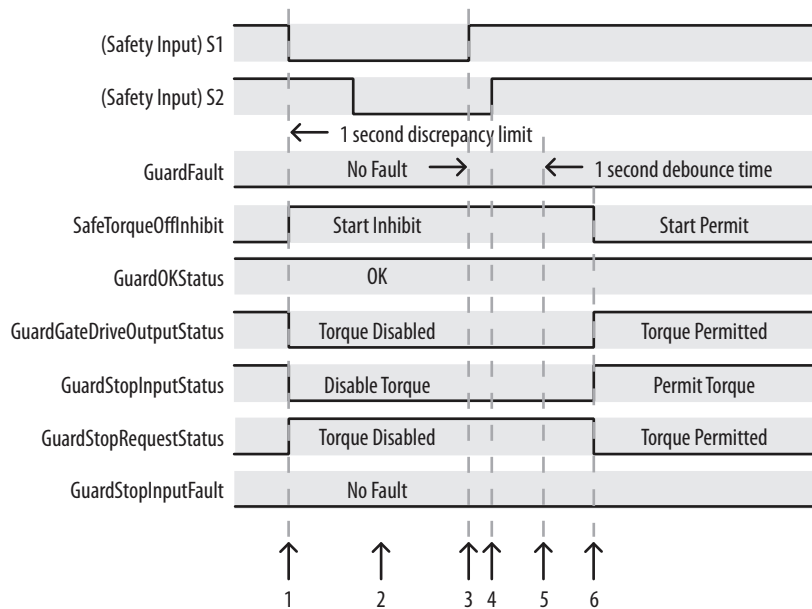 (Safety Input) S1
(Safety Input) S2
1 second discrepancy limit
GuardFault No Fault 1 second debounce time
SafeTorqueOffInhibit Start Inhibit Start Permit
GuardOKStatus OK
GuardGateDriveOutputStatus Torque Disabled Torque Permitted
GuardStopInputStatus Disable Torque Permit Torque
GuardStopRequestStatus Torque Disabled Torque Permitted
GuardStopInputFault No Fault
1 2 3 4 5 6